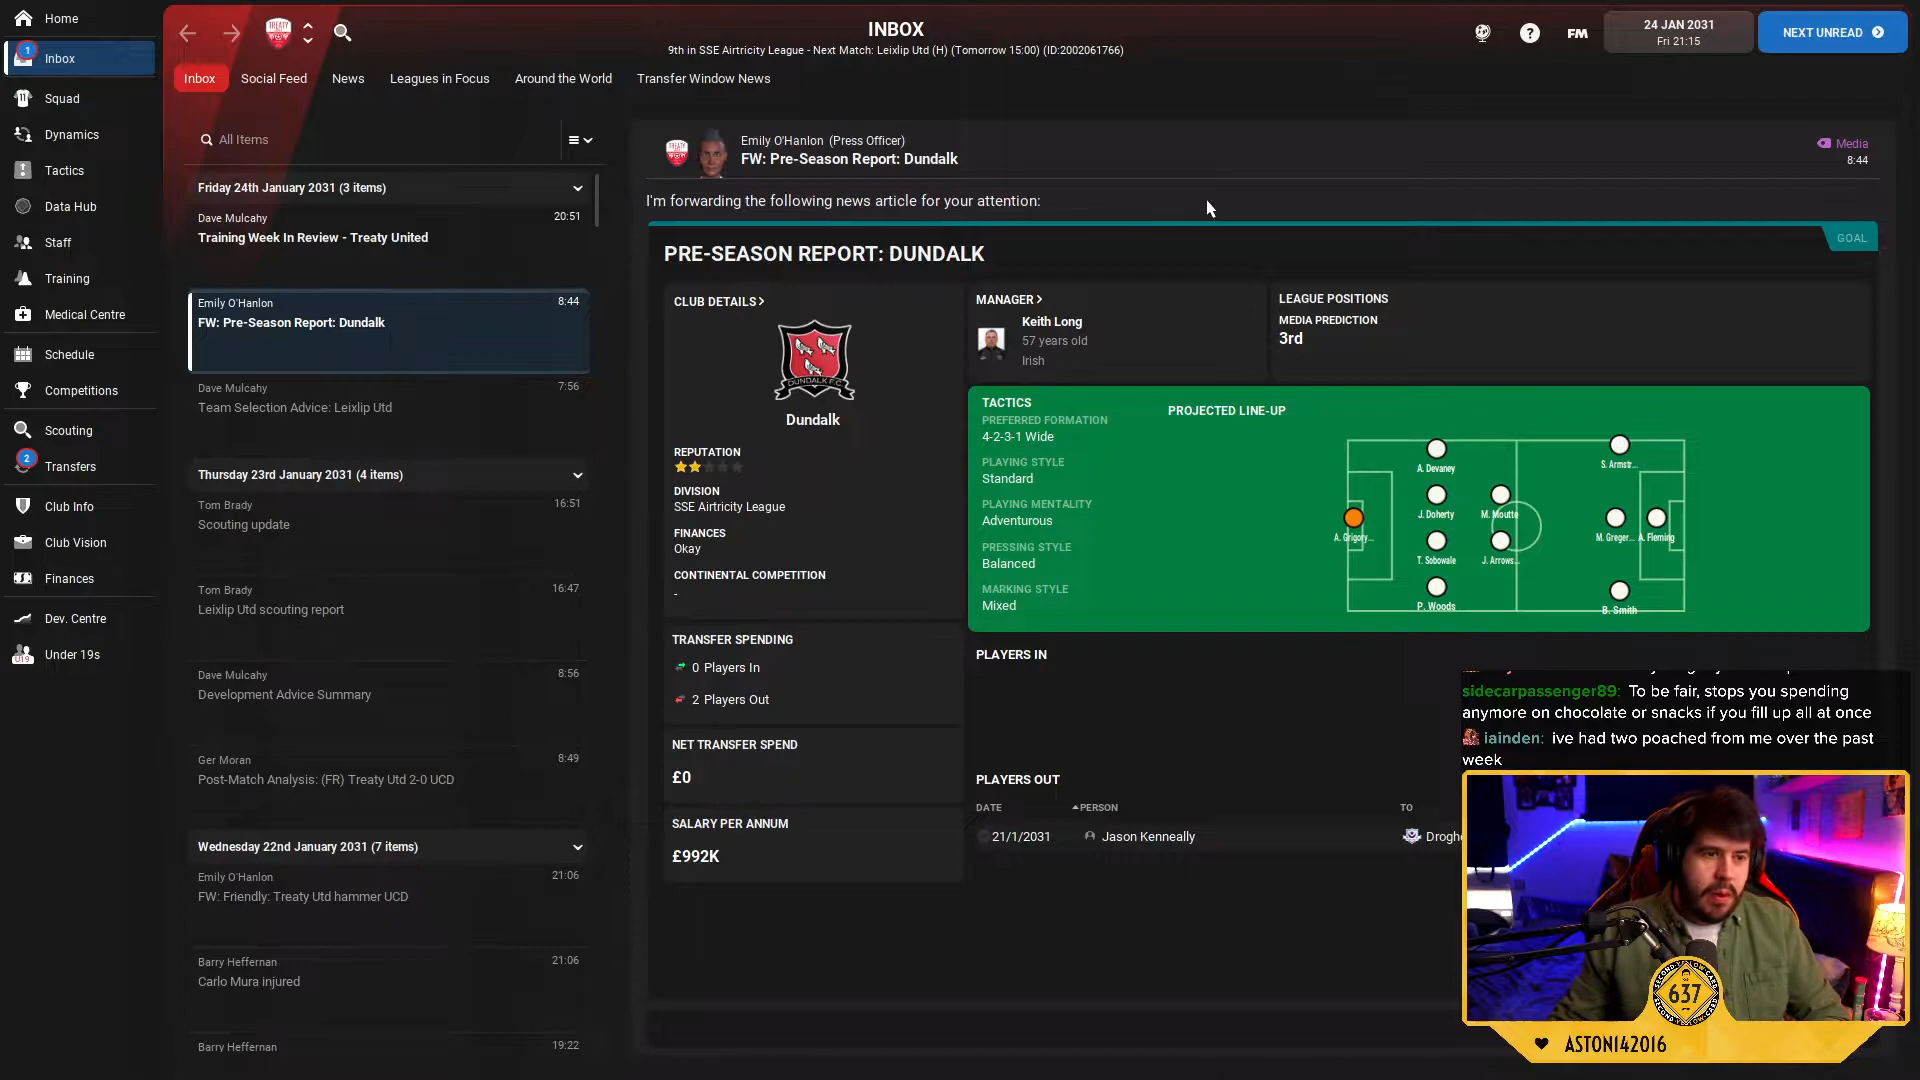 Home
Inbox
1
Squad
Dynamics
Tactics
Data Hub
Staff
Training
Medical Centre
Schedule
Competitions
Scouting
2
Transfers
Club Info
Club Vision
Finances
Dev. Centre
Under 19s
INBOX
9th in SSE Airtricity League - Next Match: Leixlip Utd (H) (Tomorrow 15:00) (ID:2002061766)
FM
24 JAN 2031
Fri 21:15
NEXT UNREAD
Inbox
Social Feed
News
Leagues in Focus
Around the World
Transfer Window News
All Items
Friday 24th January 2031 (3 items)
Dave Mulcahy
20:51
Training Week In Review - Treaty United
Emily O'Hanlon
8:44
FW: Pre-Season Report: Dundalk
Dave Mulcahy
7:56
Team Selection Advice: Leixlip Utd
Thursday 23rd January 2031 (4 items)
Tom Brady
16:51
Scouting update
Tom Brady
16:47
Leixlip Utd scouting report
Dave Mulcahy
8:56
Development Advice Summary
Ger Moran
8:49
Post-Match Analysis: (FR) Treaty Utd 2-0 UCD
Wednesday 22nd January 2031 (7 items)
Emily O'Hanlon
21:06
FW: Friendly: Treaty Utd hammer UCD
Barry Heffernan
21:06
Carlo Mura injured
Barry Heffernan
19:22
Emily O'Hanlon (Press Officer)
FW: Pre-Season Report: Dundalk
Media
8:44
I'm forwarding the following news article for your attention:
GOAL
PRE-SEASON REPORT: DUNDALK
CLUB DETAILS
DUNDALK F.C
Dundalk
REPUTATION
DIVISION
SSE Airtricity League
FINANCES
Okay
CONTINENTAL COMPETITION
-
TRANSFER SPENDING
0 Players In
2 Players Out
NET TRANSFER SPEND
£0
SALARY PER ANNUM
£992K
MANAGER
Keith Long
57 years old
Irish
LEAGUE POSITIONS
MEDIA PREDICTION
3rd
TACTICS
PREFERRED FORMATION
4-2-3-1 Wide
PLAYING STYLE
Standard
PLAYING MENTALITY
Adventurous
PRESSING STYLE
Balanced
MARKING STYLE
Mixed
PROJECTED LINE-UP
A. Devaney
S. Armstr...
J. Doherty
M. Moutte
A. Grigory...
M. Greger...
A. Fleming
T. Sobowale
J. Arrows...
P. Woods
B. Smith
PLAYERS IN
PLAYERS OUT
DATE
PERSON
TO
21/1/2031
Jason Kenneally
Drogh
sidecarpassenger89: To be fair, stops you spending
anymore on chocolate or snacks if you fill up all at once
iainden: ive had two poached from me over the past
week
637
ASTON142016